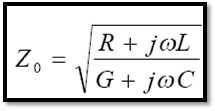 Z₀ = √((R + jωL) / (G + jωC))